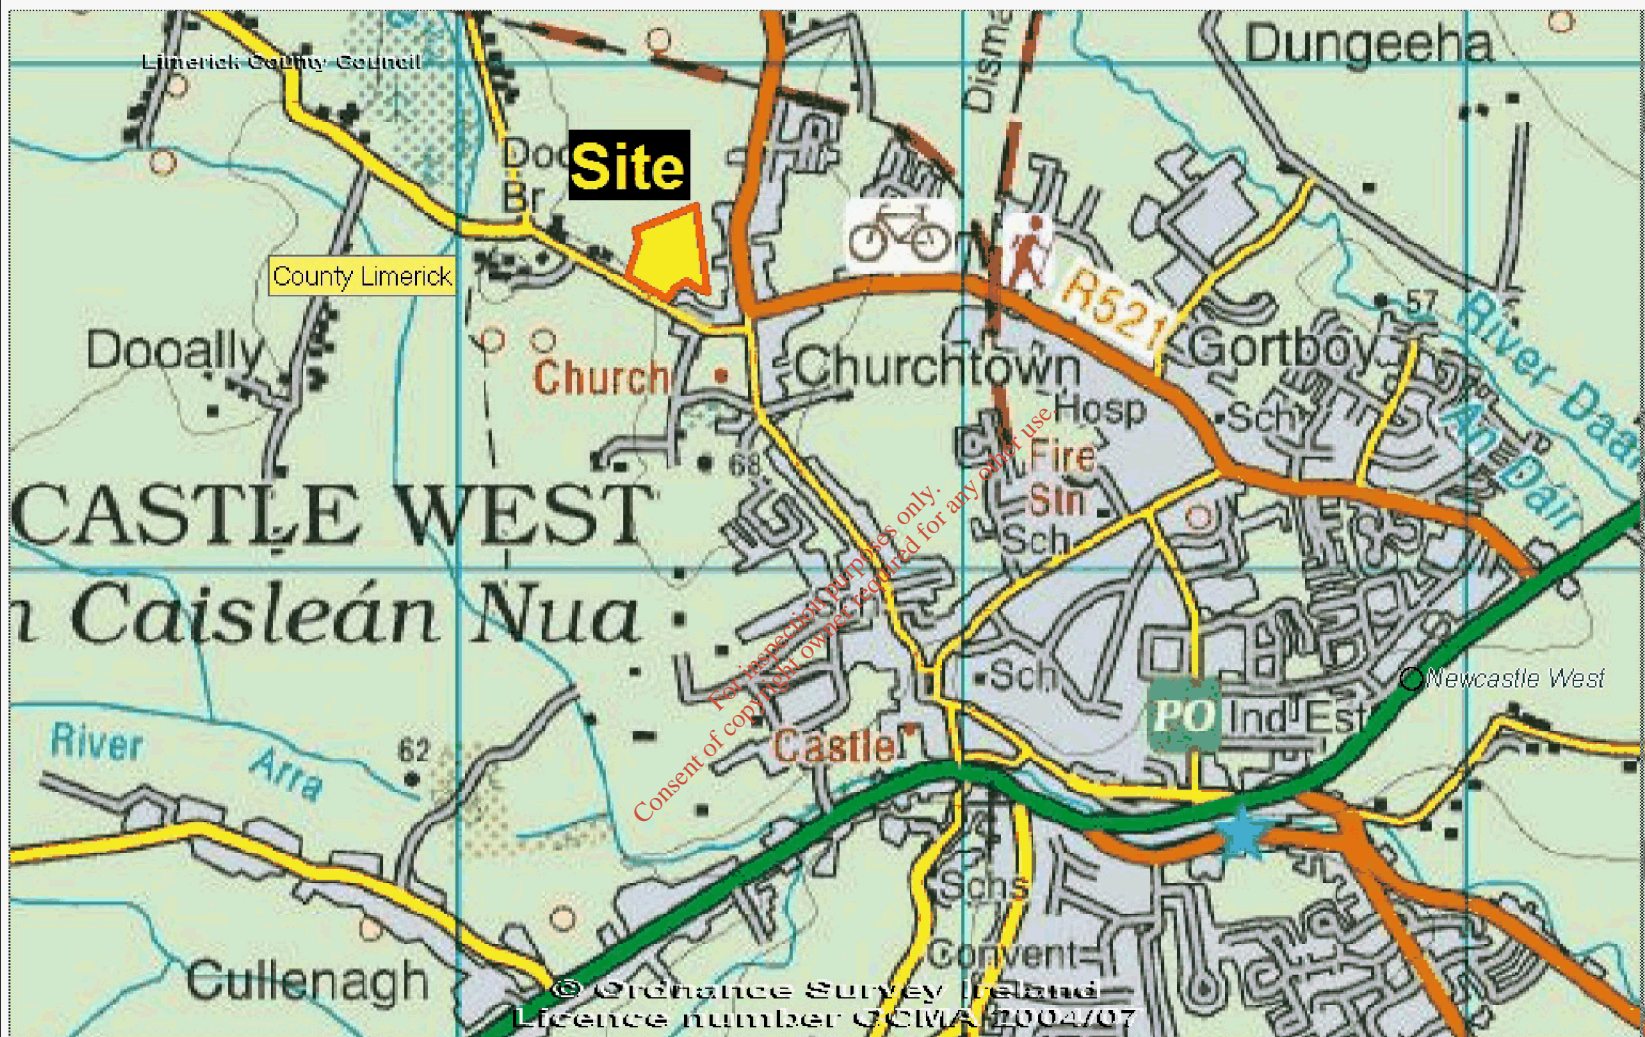 Dungeeha
Limerick County Council
Disma
Doo
Br
Site
County Limerick
R521
57
River Daar
An Dáir
Dooally
Church
Churchtown
Gortboy
Hosp
Sch
68
Fire
Stn
Sch
CASTLE WEST
n Caisleán Nua
For inspection purposes only.
Consent of copyright owner required for any other use.
Sch
Newcastle West
PO
Ind Est
River
Arra
62
Castle
Schs
Convent
Cullenagh
© Ordnance Survey Ireland
Licence number CCMA 2004/07